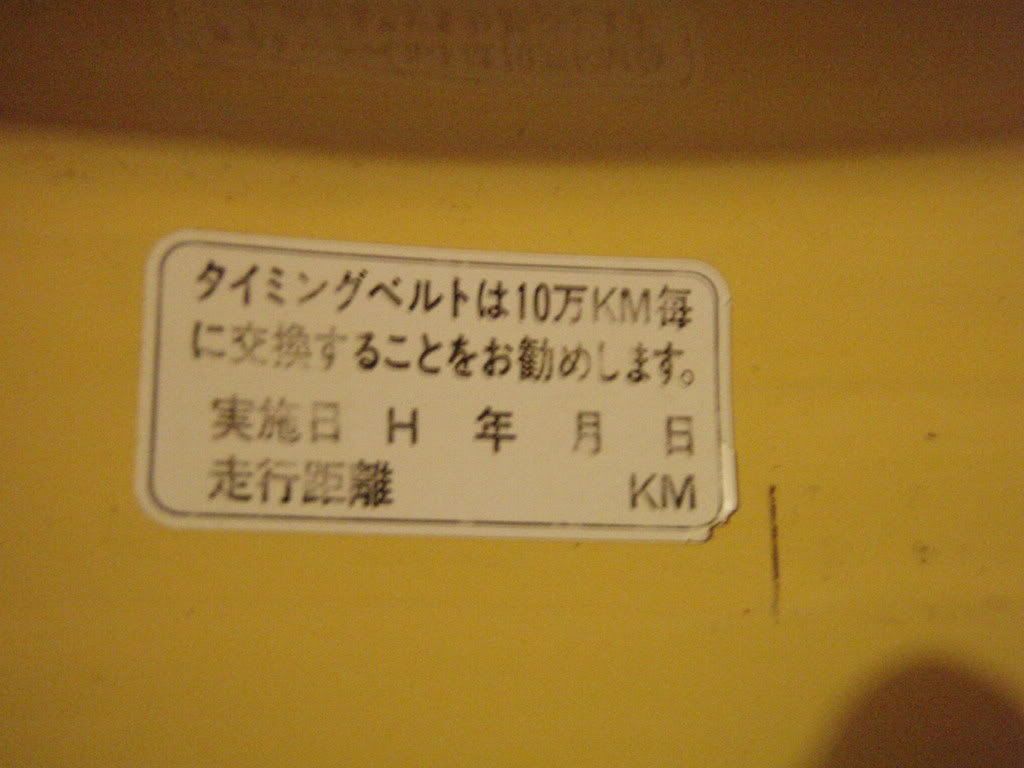 タイミングベルトは10万KM毎
に交換することをお勧めします。
実施日 H 年 月 日
走行距離 KM